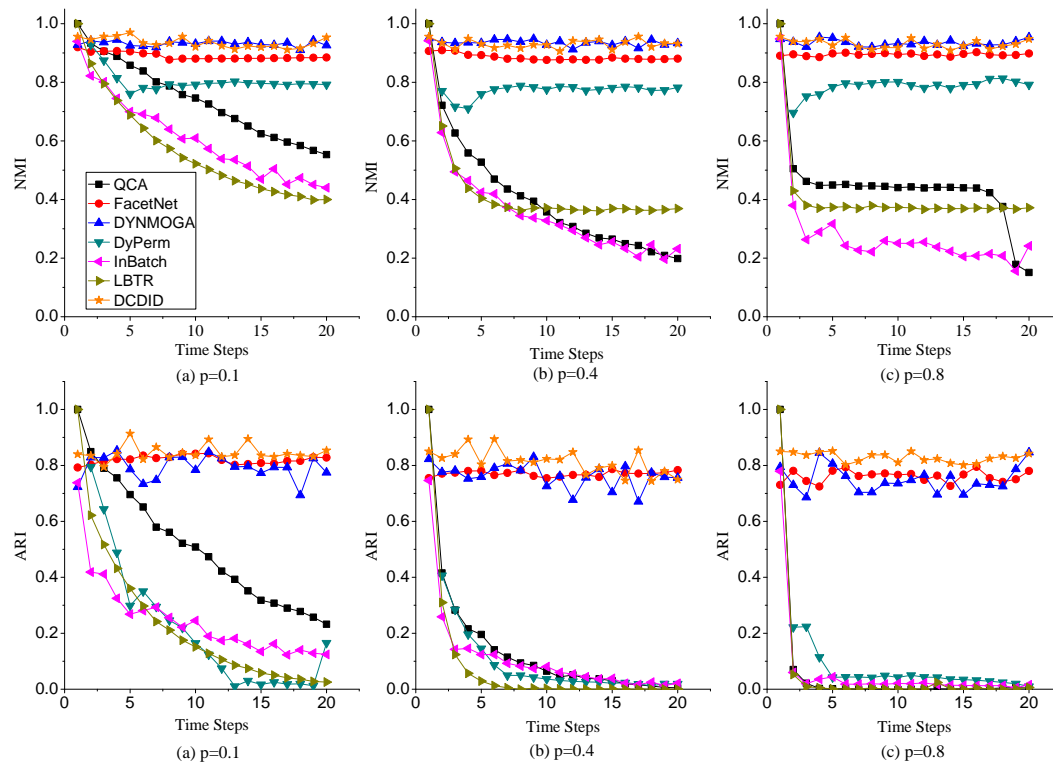 1.0
0.8
0.6
0.4
0.2
0.0
NMI
QCA
FacetNet
DYNMOGA
DyPerm
InBatch
LBTR
DCDID
0 5 10 15 20
Time Steps
(a) p=0.1
1.0
0.8
0.6
0.4
0.2
0.0
NMI
0 5 10 15 20
Time Steps
(b) p=0.4
1.0
0.8
0.6
0.4
0.2
0.0
NMI
0 5 10 15 20
Time Steps
(c) p=0.8
1.0
0.8
0.6
0.4
0.2
0.0
ARI
0 5 10 15 20
Time Steps
(a) p=0.1
1.0
0.8
0.6
0.4
0.2
0.0
ARI
0 5 10 15 20
Time Steps
(b) p=0.4
1.0
0.8
0.6
0.4
0.2
0.0
ARI
0 5 10 15 20
Time Steps
(c) p=0.8